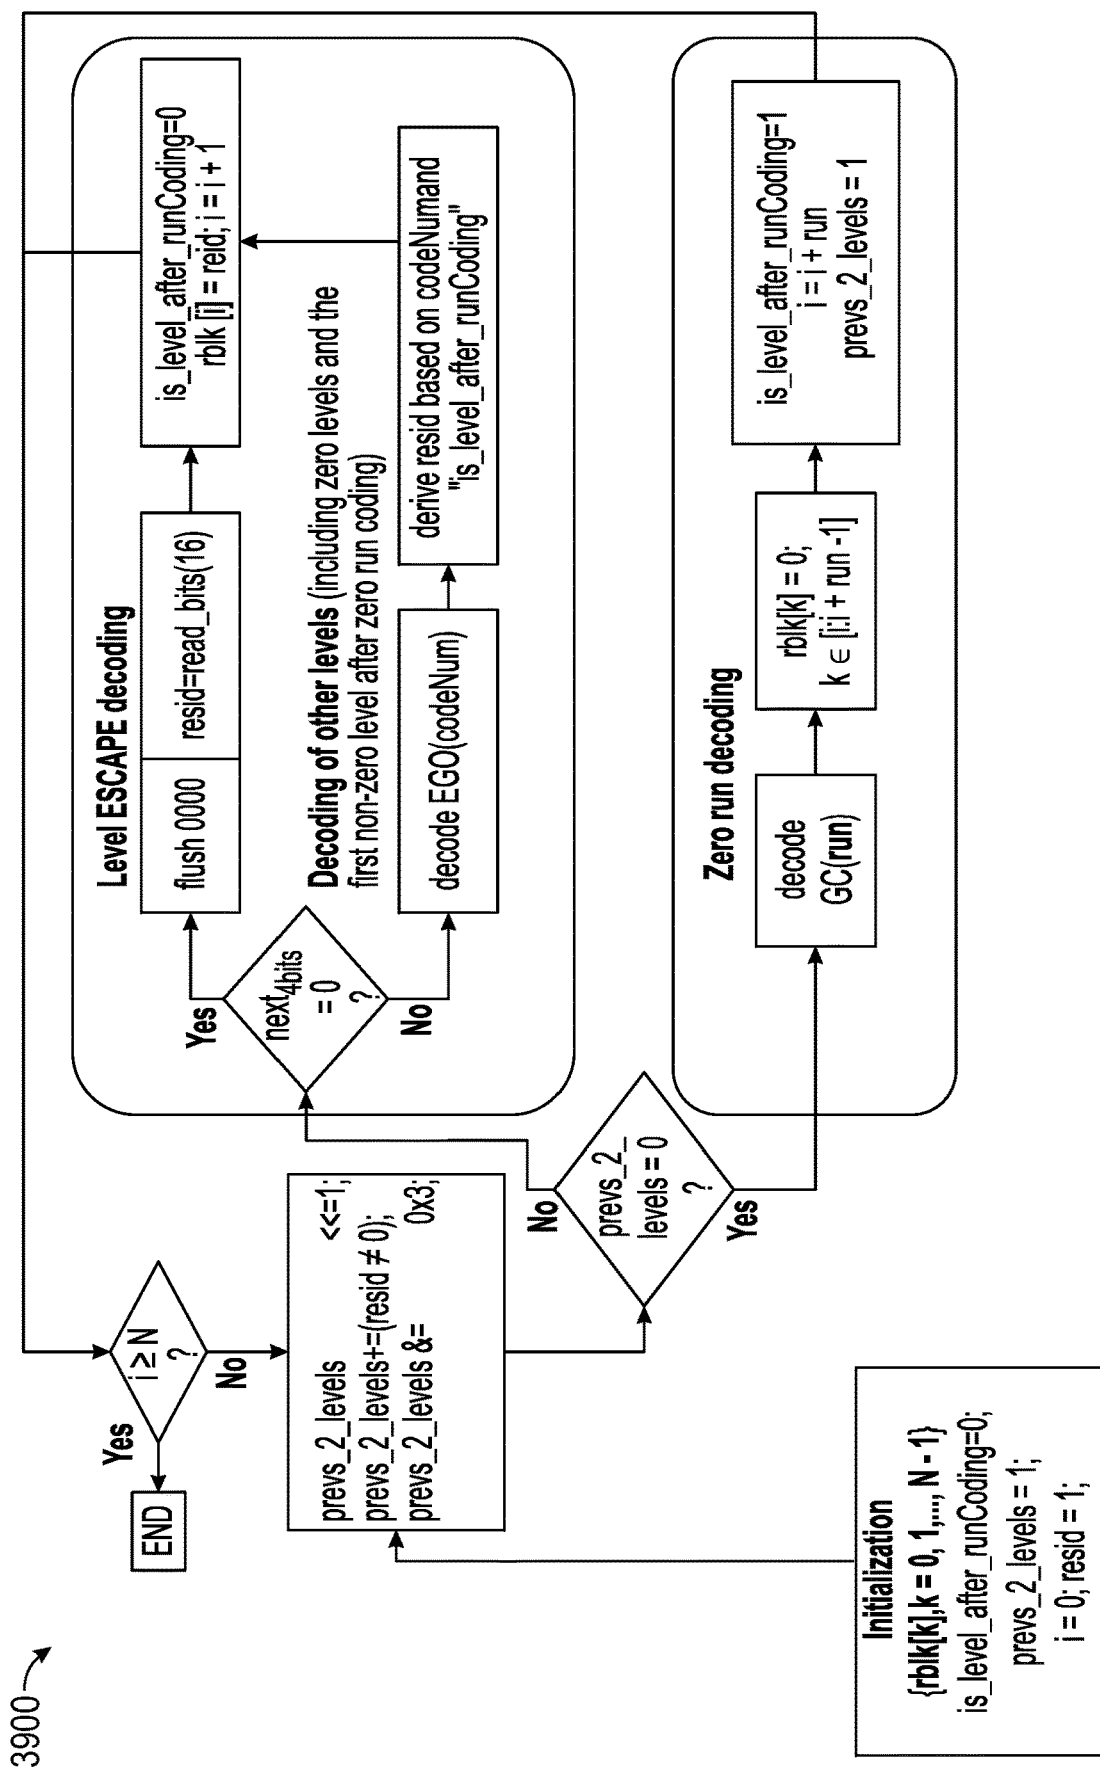 3900
Initialization
{rblk[k],k = 0, 1,..., N - 1}
is_level_after_runCoding=0;
prevs_2_levels = 1;
i = 0; resid = 1;
END
Yes
i ≥ N
?
No
prevs_2_levels <<=1;
prevs_2_levels+=(resid ≠ 0);
prevs_2_levels &= 0x3;
No
prevs_2_
levels = 0
?
Yes
Level ESCAPE decoding
Yes
next4bits
= 0
?
No
flush 0000
resid=read_bits(16)
is_level_after_runCoding=0
rblk [i] = reid; i = i + 1
Decoding of other levels (including zero levels and the
first non-zero level after zero run coding)
decode EGO(codeNum)
derive resid based on codeNumand
"is_level_after_runCoding"
Zero run decoding
decode
GC(run)
rblk[k] = 0;
k ∈ [i:i + run -1]
is_level_after_runCoding=1
i = i + run
prevs_2_levels = 1